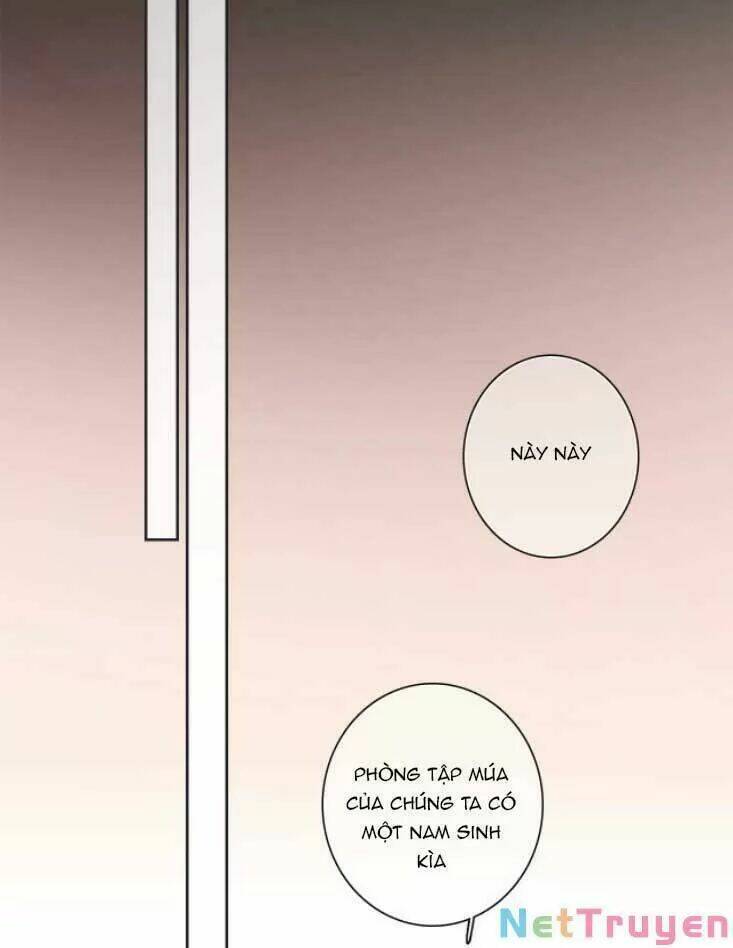 NÀY NÀY
PHÒNG TẬP MÚA
CỦA CHÚNG TA CÓ
MỘT NAM SINH
KÌA
NetTruyen